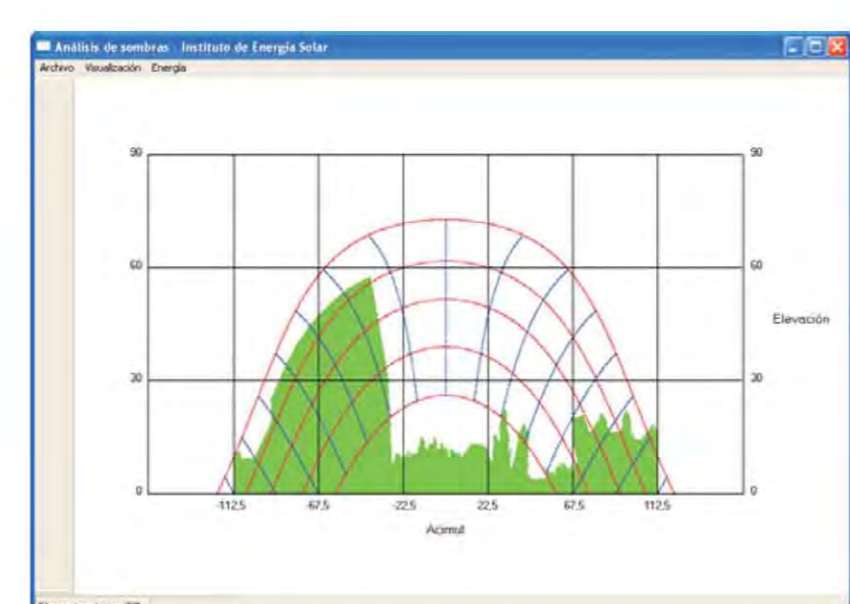 Análisis de sombras - Instituto de Energía Solar
Archivo Visualización Energía
90 90
60 60
Elevación
30 30
0 0
-112.5 -67.5 -22.5 22.5 67.5 112.5
Acimut